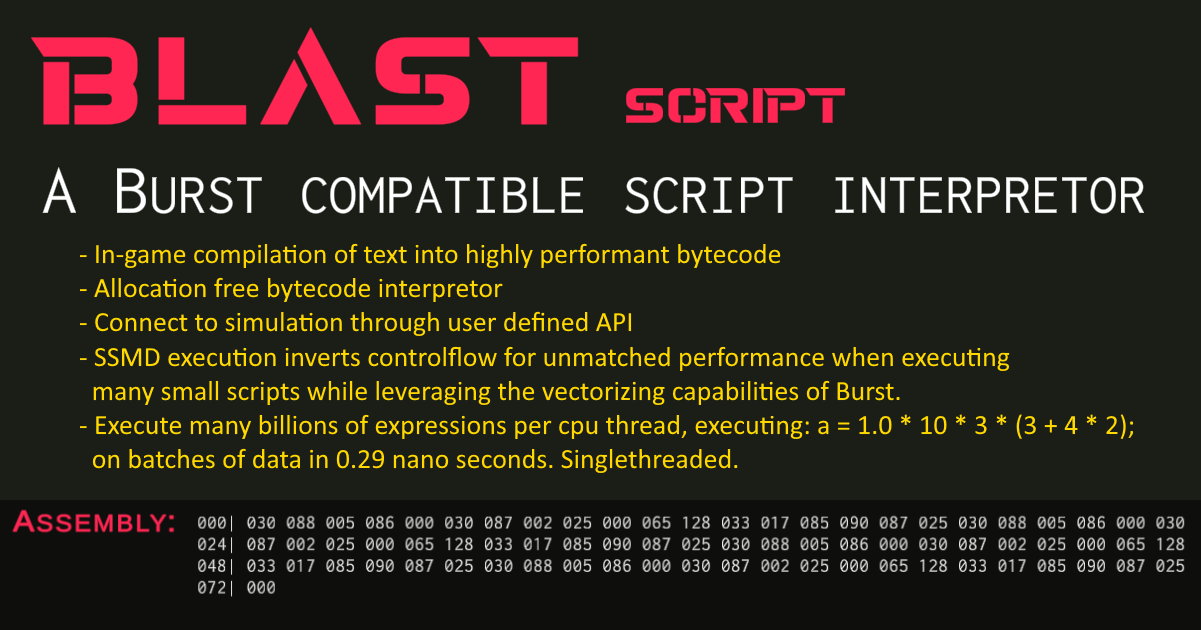 BLAST SCRIPT
A BURST COMPATIBLE SCRIPT INTERPRETOR
- In-game compilation of text into highly performant bytecode
- Allocation free bytecode interpretor
- Connect to simulation through user defined API
- SSMD execution inverts controlflow for unmatched performance when executing
many small scripts while leveraging the vectorizing capabilities of Burst.
- Execute many billions of expressions per cpu thread, executing: a = 1.0 * 10 * 3 * (3 + 4 * 2);
on batches of data in 0.29 nano seconds. Singlethreaded.
ASSEMBLY: 000| 030 088 005 086 000 030 087 002 025 000 065 128 033 017 085 090 087 025 030 088 005 086 000 030
024| 087 002 025 000 065 128 033 017 085 090 087 025 030 088 005 086 000 030 087 002 025 000 065 128
048| 033 017 085 090 087 025 030 088 005 086 000 030 087 002 025 000 065 128 033 017 085 090 087 025
072| 000